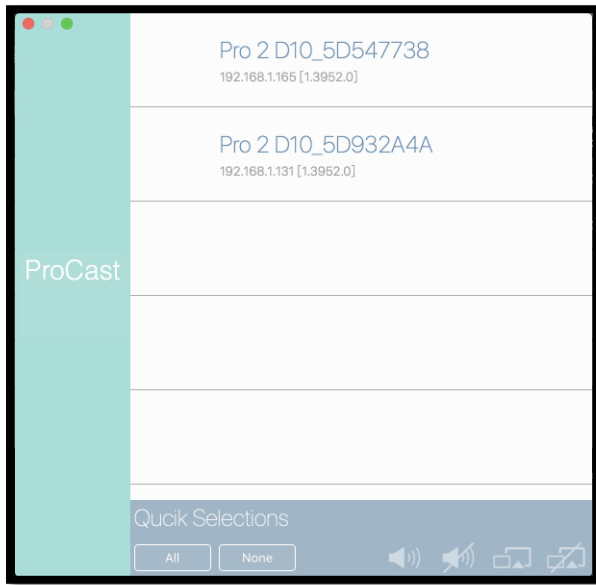 Pro 2 D10_5D547738
192.168.1.165 [1.3952.0]
Pro 2 D10_5D932A4A
192.168.1.131 [1.3952.0]
ProCast
Qucik Selections
All
None